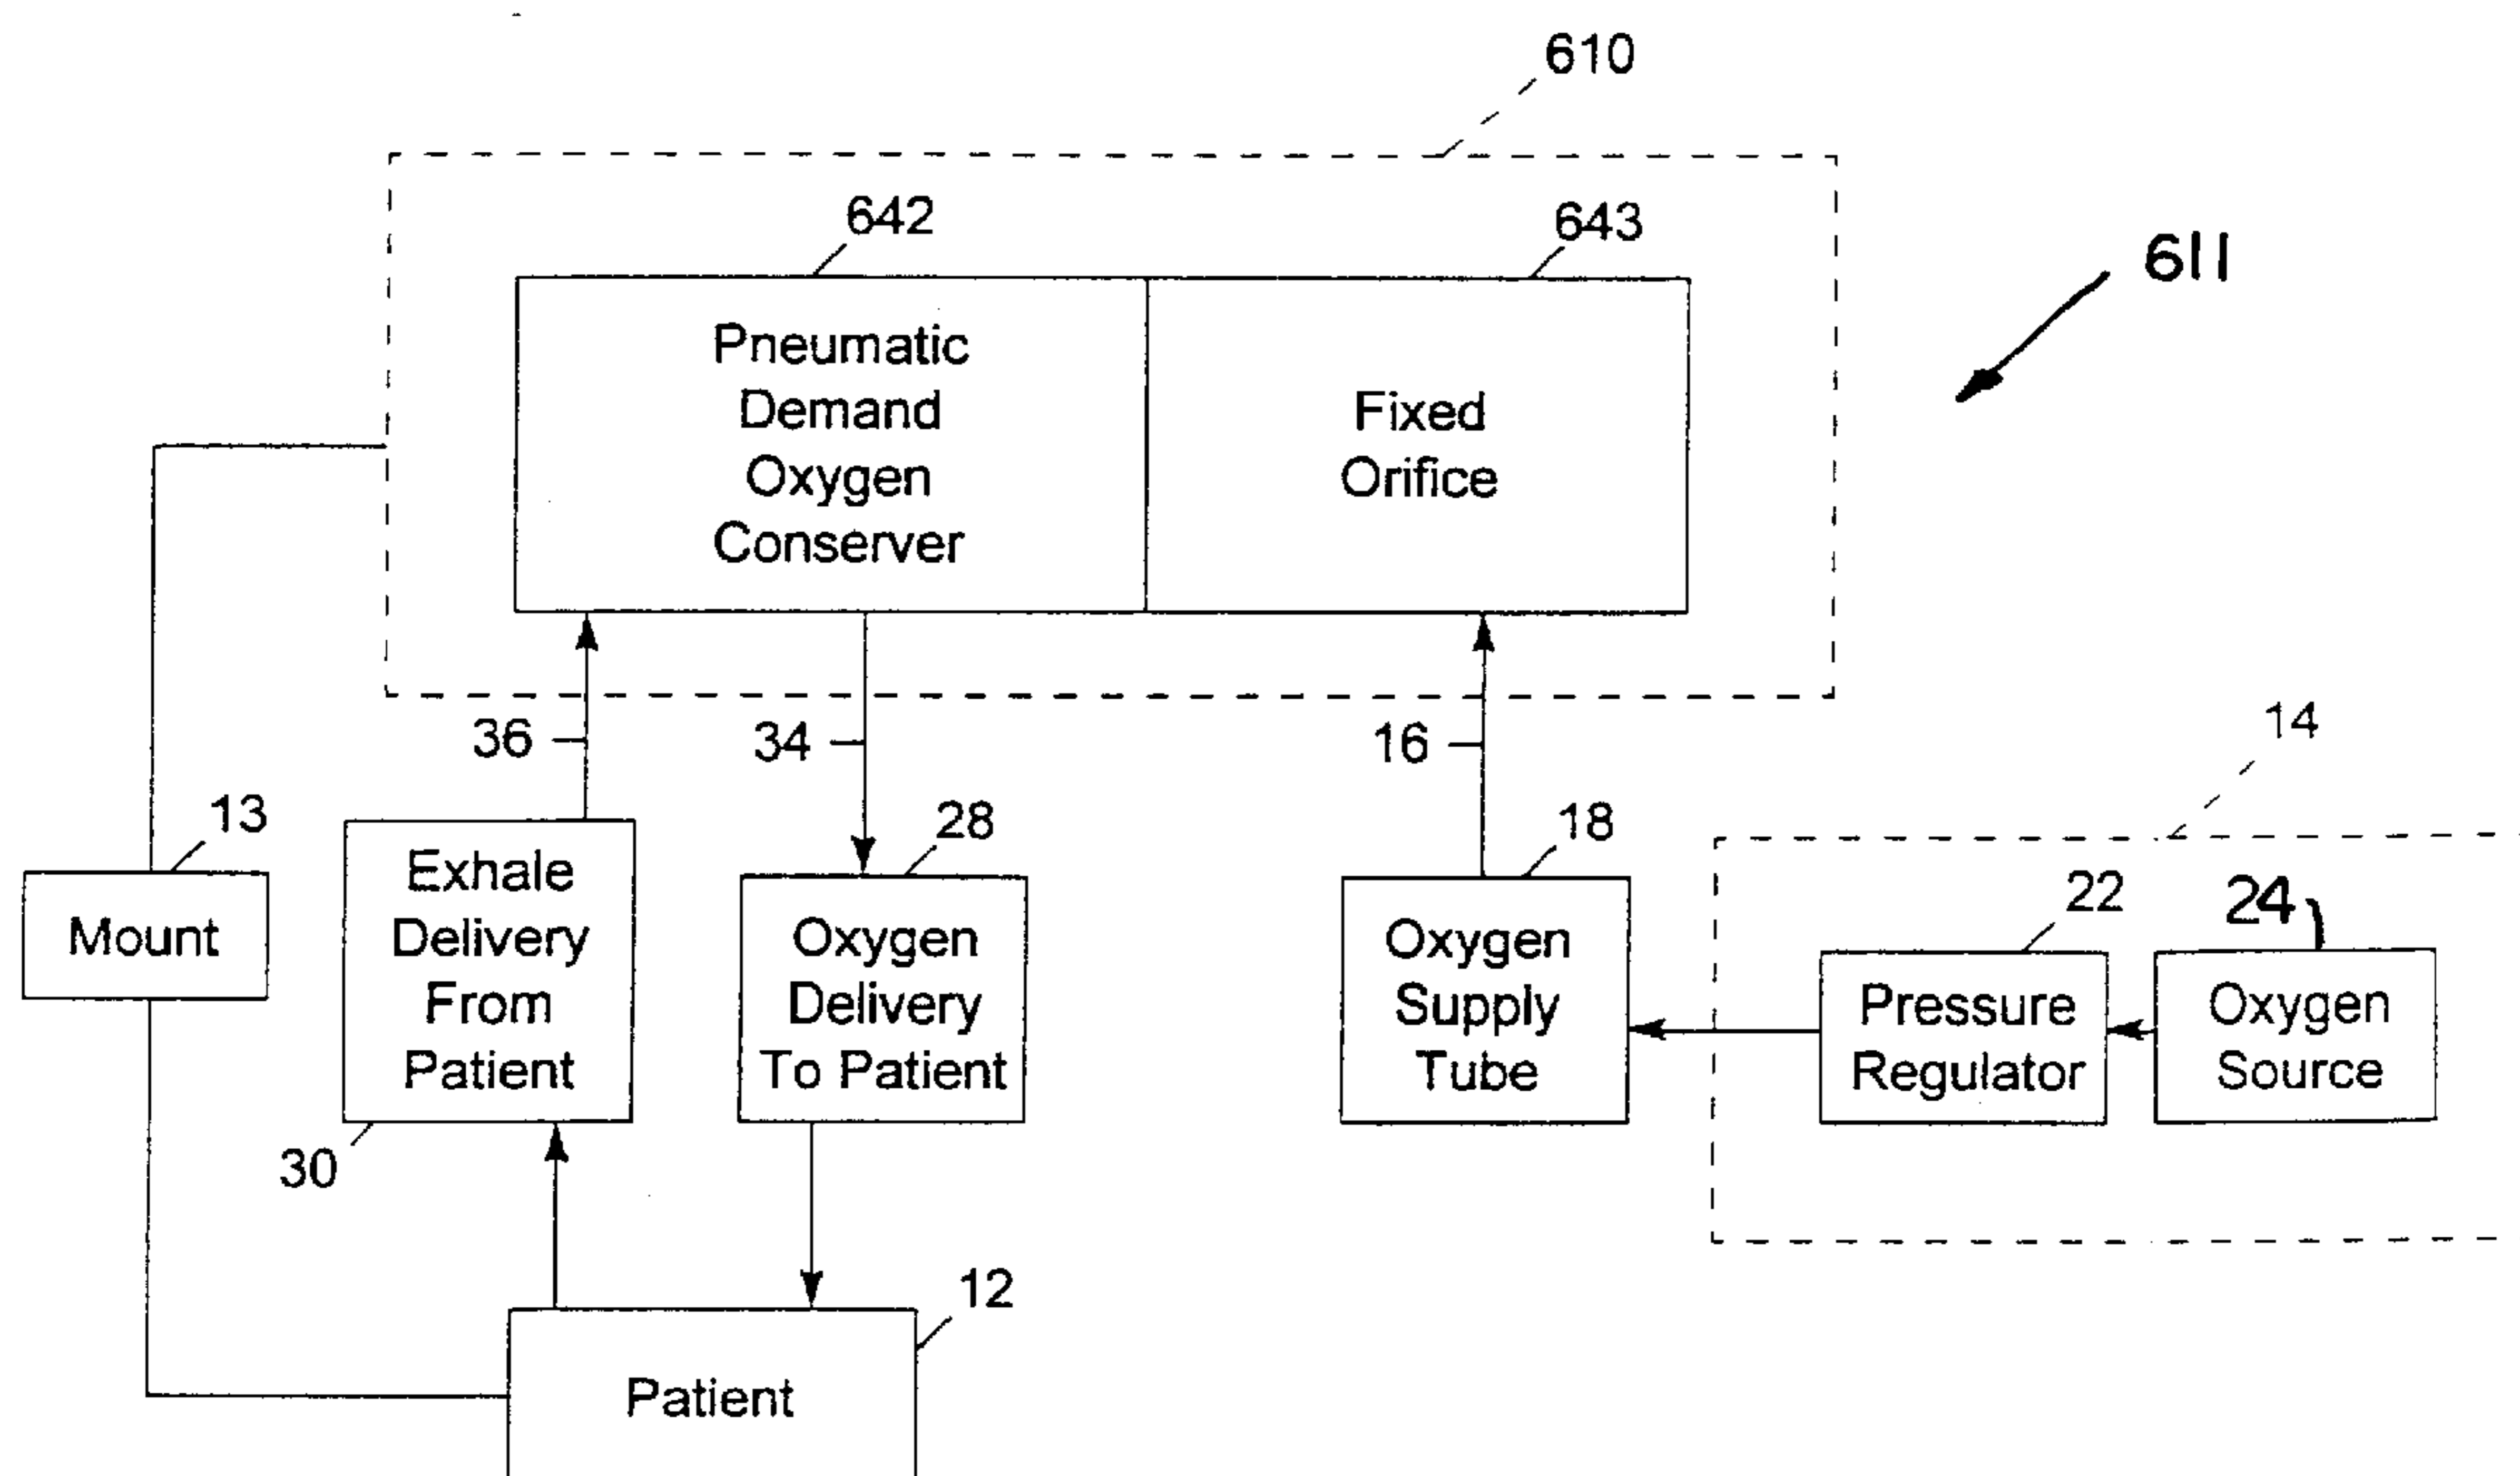 610
642
643
611
Pneumatic
Demand
Oxygen
Conserver
Fixed
Orifice
36
34
16
14
13
28
18
22
24
Mount
Exhale
Delivery
From
Patient
Oxygen
Delivery
To Patient
Oxygen
Supply
Tube
Pressure
Regulator
Oxygen
Source
30
12
Patient